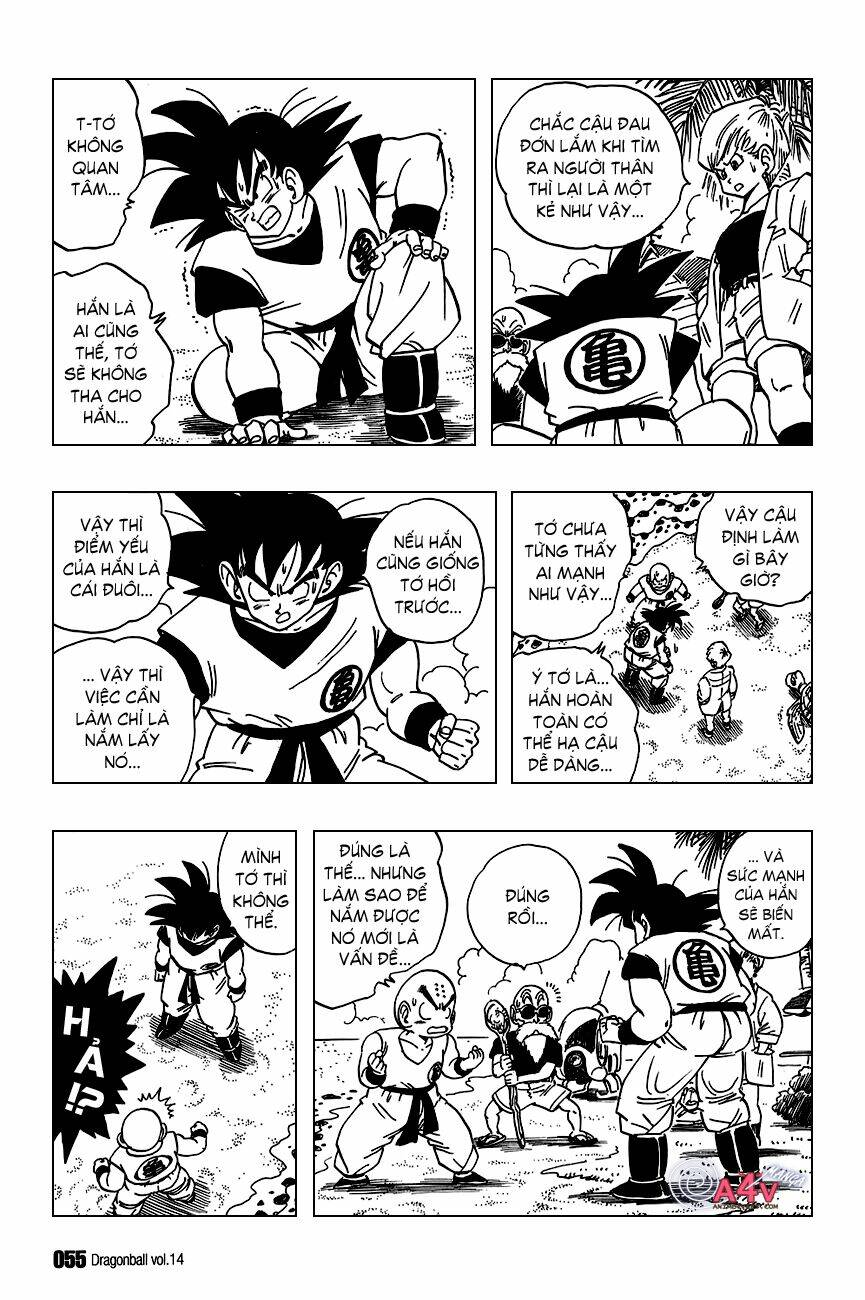 CHẮC CẬU ĐAU
ĐỚN LẮM KHI TÌM
RA NGƯỜI THÂN
THÌ LẠI LÀ MỘT
KẺ NHƯ VẬY...
亀
T-TỚ
KHÔNG
QUAN
TÂM...
HẮN LÀ
AI CŨNG
THẾ, TỚ
SẼ KHÔNG
THA CHO
HẮN...
亀
VẬY CẬU
ĐỊNH LÀM
GÌ BÂY
GIỜ?
TỚ CHƯA
TỪNG THẤY
AI MẠNH
NHƯ VẬY...
Ý TỚ LÀ...
HẮN HOÀN
TOÀN CÓ
THỂ HẠ CẬU
DỄ DÀNG...
NẾU HẮN
CŨNG GIỐNG
TỚ HỒI
TRƯỚC...
VẬY THÌ
ĐIỂM YẾU
CỦA HẮN LÀ
CÁI ĐUÔI...
... VẬY THÌ
VIỆC CẦN
LÀM CHỈ LÀ
NẮM LẤY
NÓ...
亀
... VÀ
SỨC MẠNH
CỦA HẮN
SẼ BIẾN
MẤT.
亀
ĐÚNG
RỒI...
ĐÚNG LÀ
THẾ... NHƯNG
LÀM SAO ĐỂ
NẮM ĐƯỢC
NÓ MỚI LÀ
VẤN ĐỀ...
MÌNH
TỚ THÌ
KHÔNG
THỂ.
HẢ!?
亀
A4v
055 Dragonball vol.14